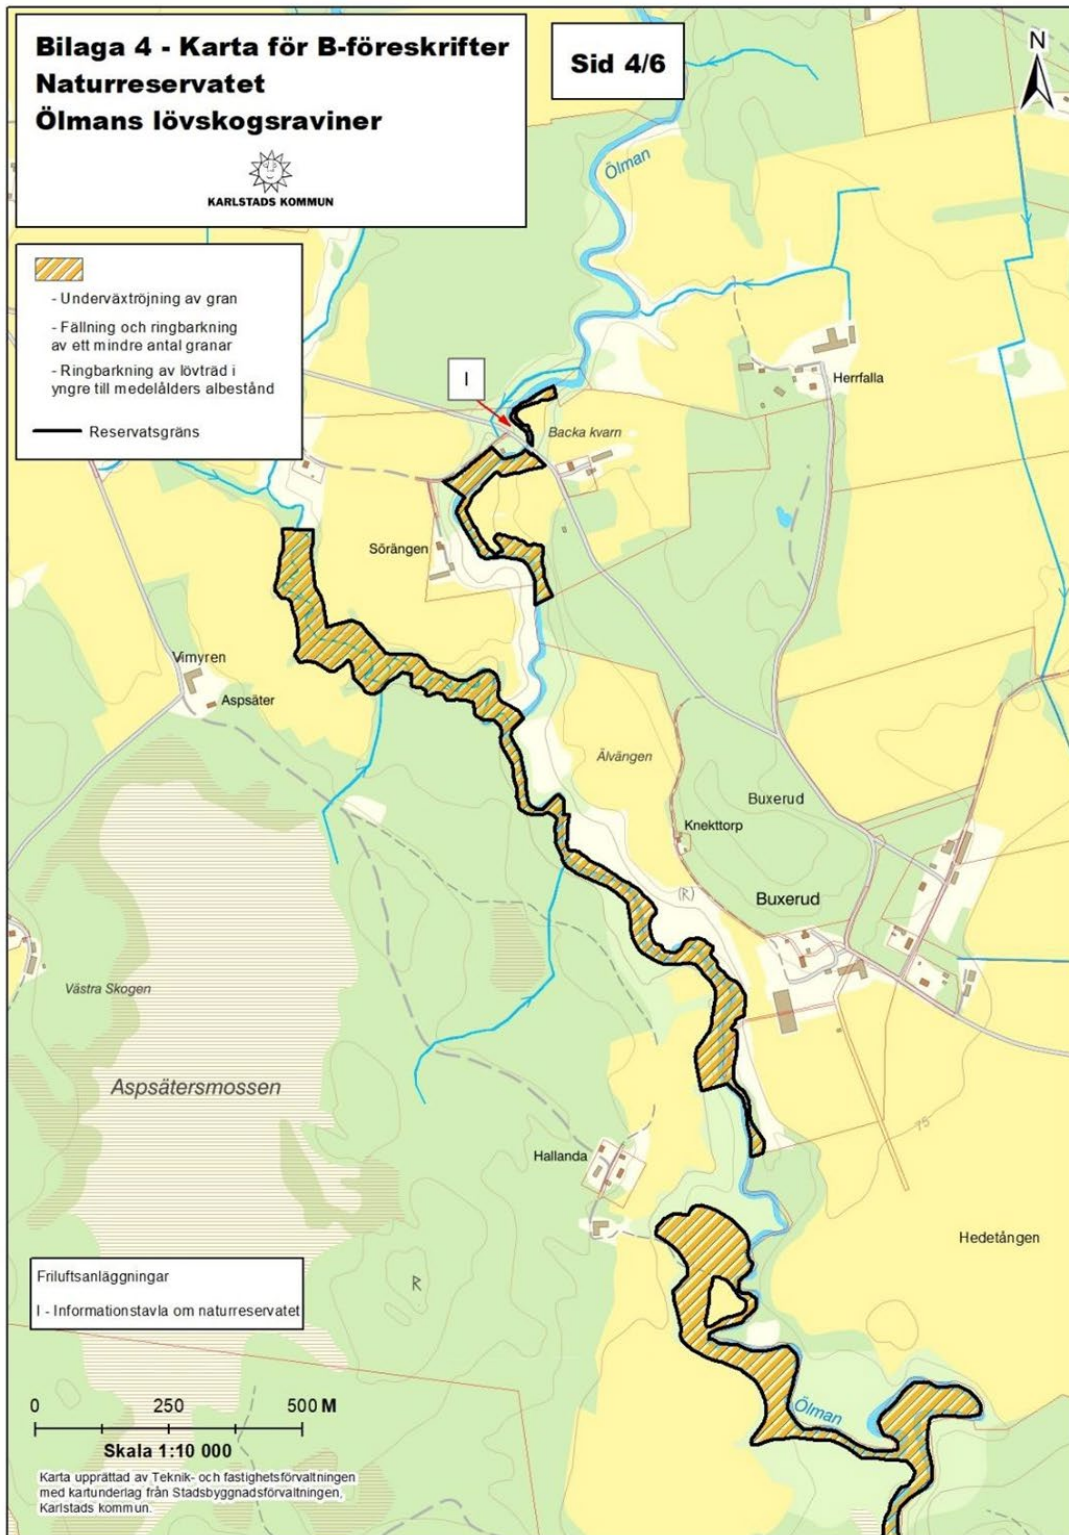 Bilaga 4 - Karta för B-föreskrifter
Naturreservatet
Ölmans lövskogsraviner
KARLSTADS KOMMUN
Sid 4/6
N
- Underväxtröjning av gran
- Fällning och ringbarkning
av ett mindre antal granar
- Ringbarkning av lövträd i
yngre till medelålders albestånd
Reservatsgräns
Ölman
I
Herrfalla
Backa kvarn
Sörängen
Vimyren
Aspsäter
Älvängen
Buxerud
Knekttorp
(R)
Buxerud
Västra Skogen
Aspsätersmossen
75
Hallanda
Hedetången
R
Friluftsanläggningar
I - Informationstavla om naturreservatet
Ölman
0 250 500 M
Skala 1:10 000
Karta upprättad av Teknik- och fastighetsförvaltningen
med kartunderlag från Stadsbyggnadsförvaltningen,
Karlstads kommun.